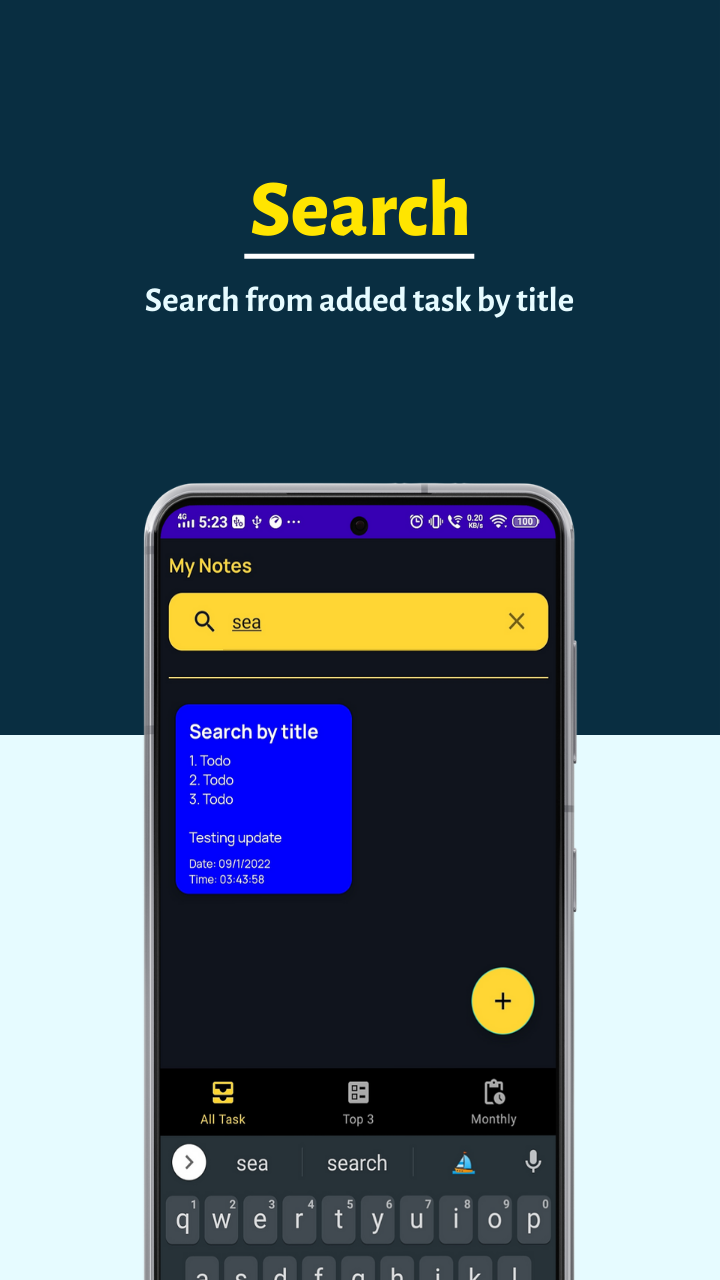 Search
Search from added task by title
4G 5:23 0.20 KB/s 100
My Notes
sea
Search by title
1. Todo
2. Todo
3. Todo
Testing update
Date: 09/1/2022
Time: 03:43:58
+
All Task Top 3 Monthly
sea search
1 2 3 4 5 6 7 8 9 0
q w e r t y u i o p
a s d f g h j k l